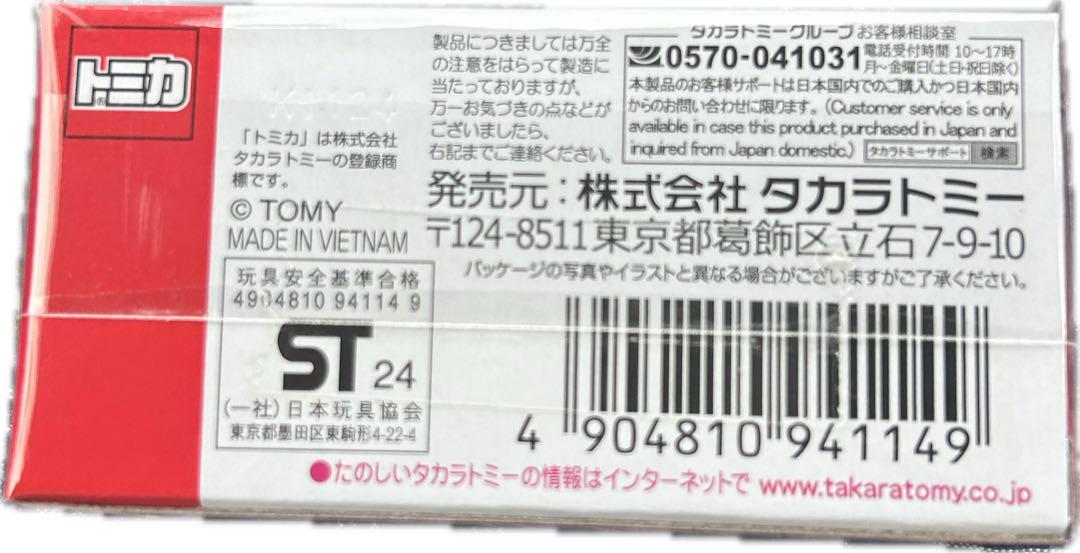 トミカ®
「トミカ」は株式会社
タカラトミーの登録商
標です。
© TOMY
MADE IN VIETNAM
製品につきましては万全
の注意をはらって製造に
当たっておりますが、
万一お気づきの点などが
ございましたら、
右記までご連絡ください。
タカラトミーグループ お客様相談室
0570-041031
電話受付時間 10〜17時
月〜金曜日(土日・祝日除く)
本製品のお客様サポートは日本国内でのご購入かつ日本国内
からのお問い合わせに限ります。(Customer service is only
available in case this product purchased in Japan and
inquired from Japan domestic.) タカラトミーサポート 検索
発売元：株式会社 タカラトミー
〒124-8511 東京都葛飾区立石7-9-10
パッケージの写真やイラストと異なる場合がございますがご了承ください。
玩具安全基準合格
4904810 94114 9
ST 24
(一社)日本玩具協会
東京都墨田区東駒形4-22-4
4 904810 941149
●たのしいタカラトミーの情報はインターネットで www.takaratomy.co.jp